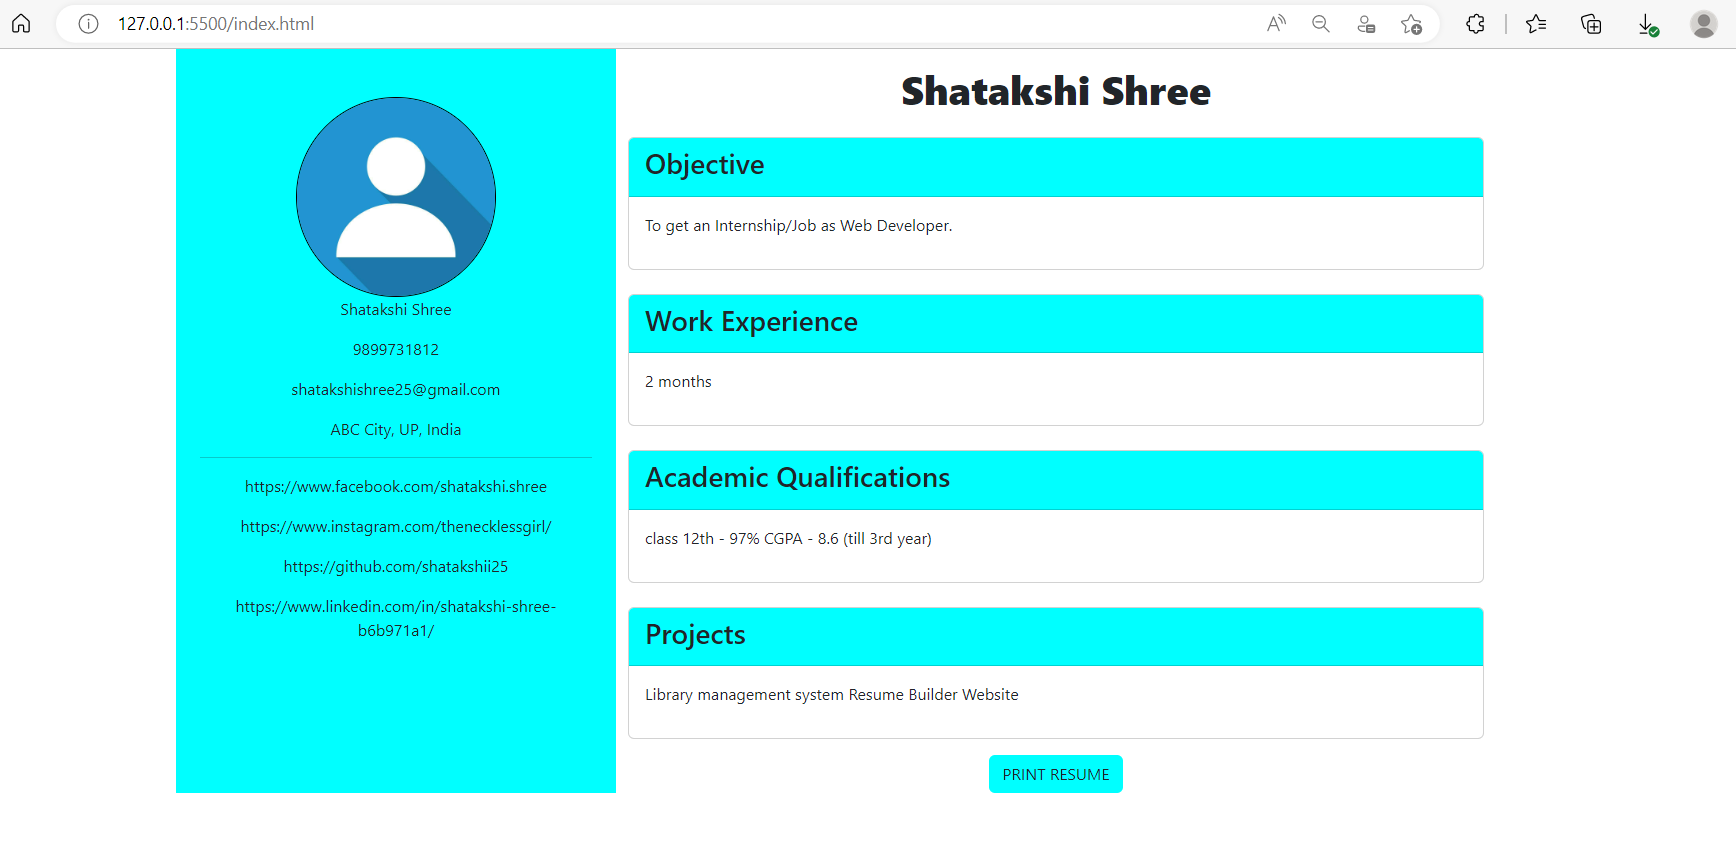 127.0.0.1:5500/index.html
Shatakshi Shree
9899731812
shatakshishree25@gmail.com
ABC City, UP, India
https://www.facebook.com/shatakshi.shree
https://www.instagram.com/thenecklessgirl/
https://github.com/shatakshii25
https://www.linkedin.com/in/shatakshi-shree-
b6b971a1/
Shatakshi Shree
Objective
To get an Internship/Job as Web Developer.
Work Experience
2 months
Academic Qualifications
class 12th - 97% CGPA - 8.6 (till 3rd year)
Projects
Library management system Resume Builder Website
PRINT RESUME